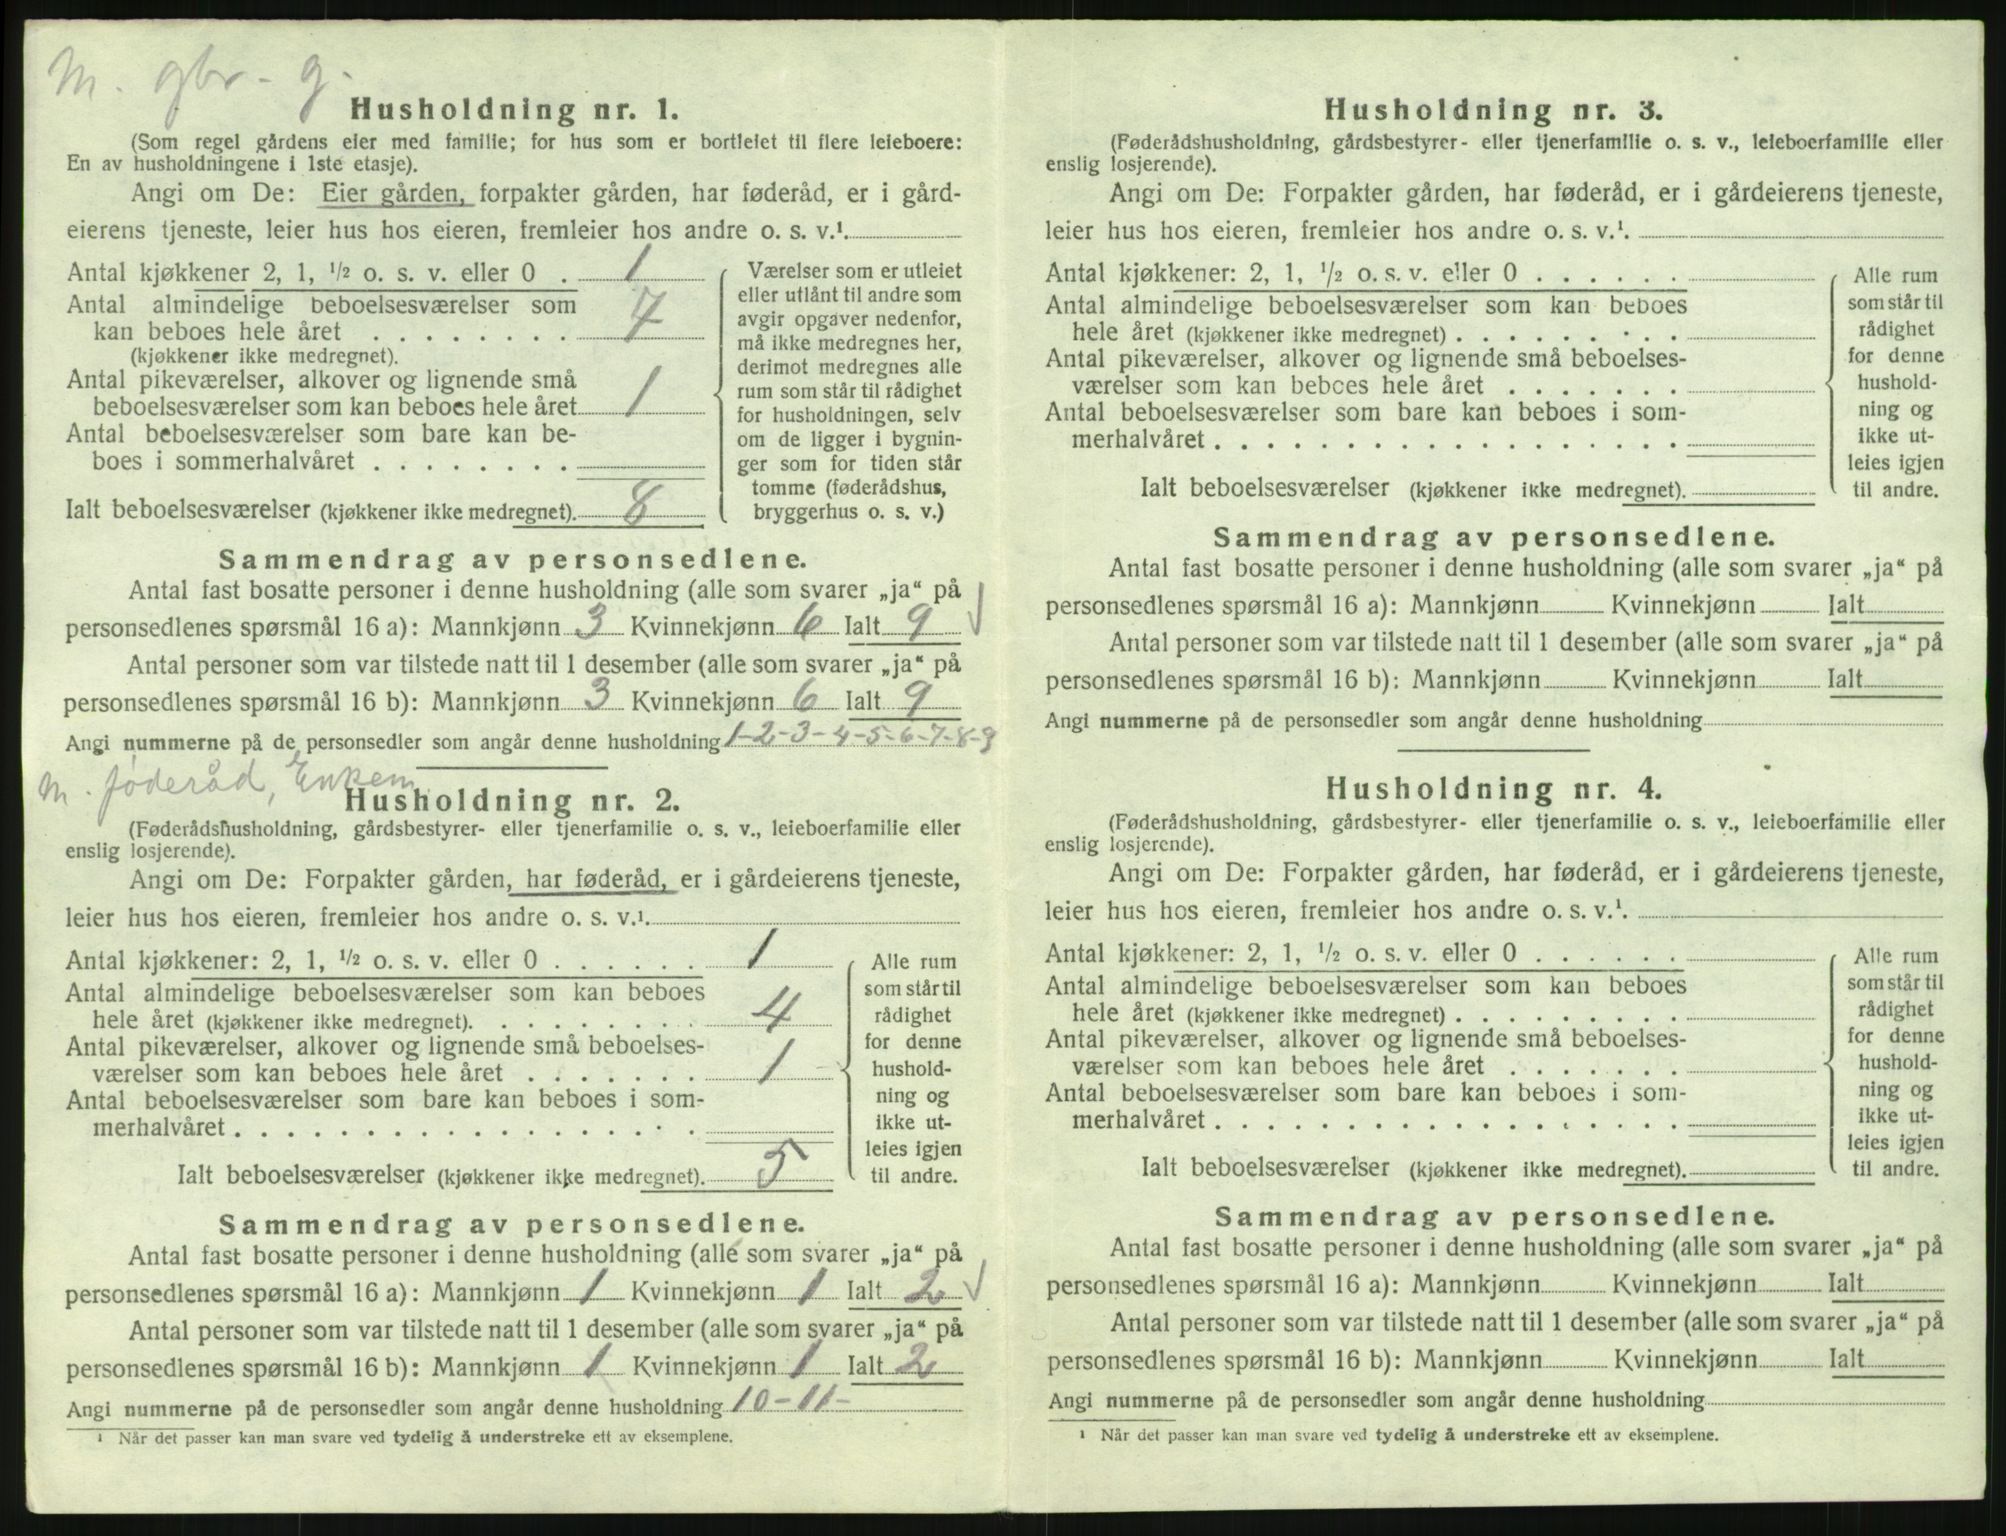 M. gbr - g.
Husholdning nr. 1.
(Som regel gårdens eier med familie; for hus som er bortleiet til flere leieboere:
En av husholdningene i 1ste etasje).
Angi om De: Eier gården, forpakter gården, har føderåd, er i gård-
eierens tjeneste, leier hus hos eieren, fremleier hos andre o. s. v.¹
Antal kjøkkener 2, 1, ½ o. s. v. eller 0 . 1
Antal almindelige beboelsesværelser som
kan beboes hele året . . . . . . . . 7
(kjøkkener ikke medregnet).
Antal pikeværelser, alkover og lignende små
beboelsesværelser som kan beboes hele året 1
Antal beboelsesværelser som bare kan be-
boes i sommerhalvåret . . . . . . . .
Ialt beboelsesværelser (kjøkkener ikke medregnet). 8
Værelser som er utleiet
eller utlånt til andre som
avgir opgaver nedenfor,
må ikke medregnes her,
derimot medregnes alle
rum som står til rådighet
for husholdningen, selv
om de ligger i bygnin-
ger som for tiden står
tomme (føderådshus,
bryggerhus o. s. v.)
Sammendrag av personsedlene.
Antal fast bosatte personer i denne husholdning (alle som svarer „ja“ på
personsedlenes spørsmål 16 a): Mannkjønn 3 Kvinnekjønn 6 Ialt 9 √
Antal personer som var tilstede natt til 1 desember (alle som svarer „ja“ på
personsedlenes spørsmål 16 b): Mannkjønn 3 Kvinnekjønn 6 Ialt 9
Angi nummerne på de personsedler som angår denne husholdning 1-2-3-4-5-6-7-8-9
M. føderåd, Enkem
Husholdning nr. 2.
(Føderådshusholdning, gårdsbestyrer- eller tjenerfamilie o. s. v., leieboerfamilie eller
enslig losjerende).
Angi om De: Forpakter gården, har føderåd, er i gårdeierens tjeneste,
leier hus hos eieren, fremleier hos andre o. s. v.¹
Antal kjøkkener: 2, 1, ½ o. s. v. eller 0 . . . . . . 1
Antal almindelige beboelsesværelser som kan beboes
hele året (kjøkkener ikke medregnet). . . . . . . . . 4
Antal pikeværelser, alkover og lignende små beboelses-
værelser som kan beboes hele året . . . . . . . 1
Antal beboelsesværelser som bare kan beboes i som-
merhalvåret . . . . . . . . . . . . . . . . . .
Ialt beboelsesværelser (kjøkkener ikke medregnet). 5
Alle rum
som står til
rådighet
for denne
hushold-
ning og
ikke ut-
leies igjen
til andre.
Sammendrag av personsedlene.
Antal fast bosatte personer i denne husholdning (alle som svarer „ja“ på
personsedlenes spørsmål 16 a): Mannkjønn 1 Kvinnekjønn 1 Ialt 2 √
Antal personer som var tilstede natt til 1 desember (alle som svarer „ja“ på
personsedlenes spørsmål 16 b): Mannkjønn 1 Kvinnekjønn 1 Ialt 2
Angi nummerne på de personsedler som angår denne husholdning 10-11-
¹ Når det passer kan man svare ved tydelig å understreke ett av eksemplene.
Husholdning nr. 3.
(Føderådshusholdning, gårdsbestyrer- eller tjenerfamilie o. s. v., leieboerfamilie eller
enslig losjerende).
Angi om De: Forpakter gården, har føderåd, er i gårdeierens tjeneste,
leier hus hos eieren, fremleier hos andre o. s. v.¹
Antal kjøkkener: 2, 1, ½ o. s. v. eller 0 . . . . . .
Antal almindelige beboelsesværelser som kan beboes
hele året (kjøkkener ikke medregnet) . . . . . . . . .
Antal pikeværelser, alkover og lignende små beboelses-
værelser som kan beboes hele året . . . . . . .
Antal beboelsesværelser som bare kan beboes i som-
merhalvåret . . . . . . . . . . . . . . . . . .
Ialt beboelsesværelser (kjøkkener ikke medregnet).
Alle rum
som står til
rådighet
for denne
hushold-
ning og
ikke ut-
leies igjen
til andre.
Sammendrag av personsedlene.
Antal fast bosatte personer i denne husholdning (alle som svarer „ja“ på
personsedlenes spørsmål 16 a): Mannkjønn Kvinnekjønn Ialt
Antal personer som var tilstede natt til 1 desember (alle som svarer „ja“ på
personsedlenes spørsmål 16 b): Mannkjønn Kvinnekjønn Ialt
Angi nummerne på de personsedler som angår denne husholdning
Husholdning nr. 4.
(Føderådshusholdning, gårdsbestyrer- eller tjenerfamilie o. s. v., leieboerfamilie eller
enslig losjerende).
Angi om De: Forpakter gården, har føderåd, er i gårdeierens tjeneste,
leier hus hos eieren, fremleier hos andre o. s. v.¹
Antal kjøkkener: 2, 1, ½ o. s. v. eller 0 . . . . . .
Antal almindelige beboelsesværelser som kan beboes
hele året (kjøkkener ikke medregnet) . . . . . . . . .
Antal pikeværelser, alkover og lignende små beboelses-
værelser som kan beboes hele året . . . . . . .
Antal beboelsesværelser som bare kan beboes i som-
merhalvåret . . . . . . . . . . . . . . . . . .
Ialt beboelsesværelser (kjøkkener ikke medregnet).
Alle rum
som står til
rådighet
for denne
hushold-
ning og
ikke ut-
leies igjen
til andre.
Sammendrag av personsedlene.
Antal fast bosatte personer i denne husholdning (alle som svarer „ja“ på
personsedlenes spørsmål 16 a): Mannkjønn Kvinnekjønn Ialt
Antal personer som var tilstede natt til 1 desember (alle som svarer „ja“ på
personsedlenes spørsmål 16 b): Mannkjønn Kvinnekjønn Ialt
Angi nummerne på de personsedler som angår denne husholdning
¹ Når det passer kan man svare ved tydelig å understreke ett av eksemplene.